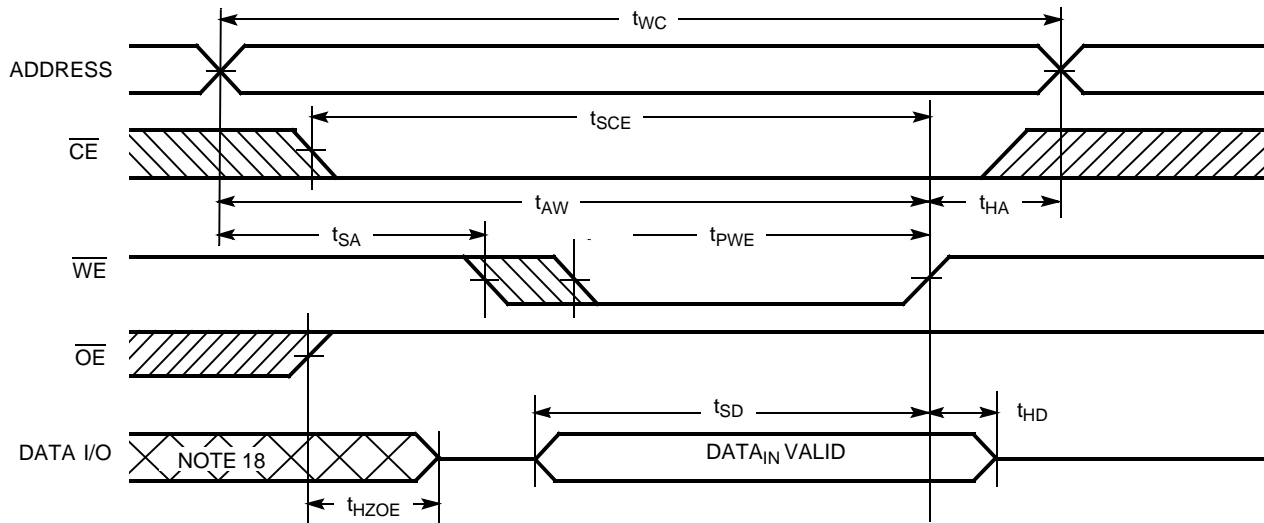 tWC
ADDRESS
tSCE
CE
tAW
tHA
tSA
tPWE
WE
OE
tSD
tHD
DATA I/O
NOTE 18
DATAIN VALID
tHZOE